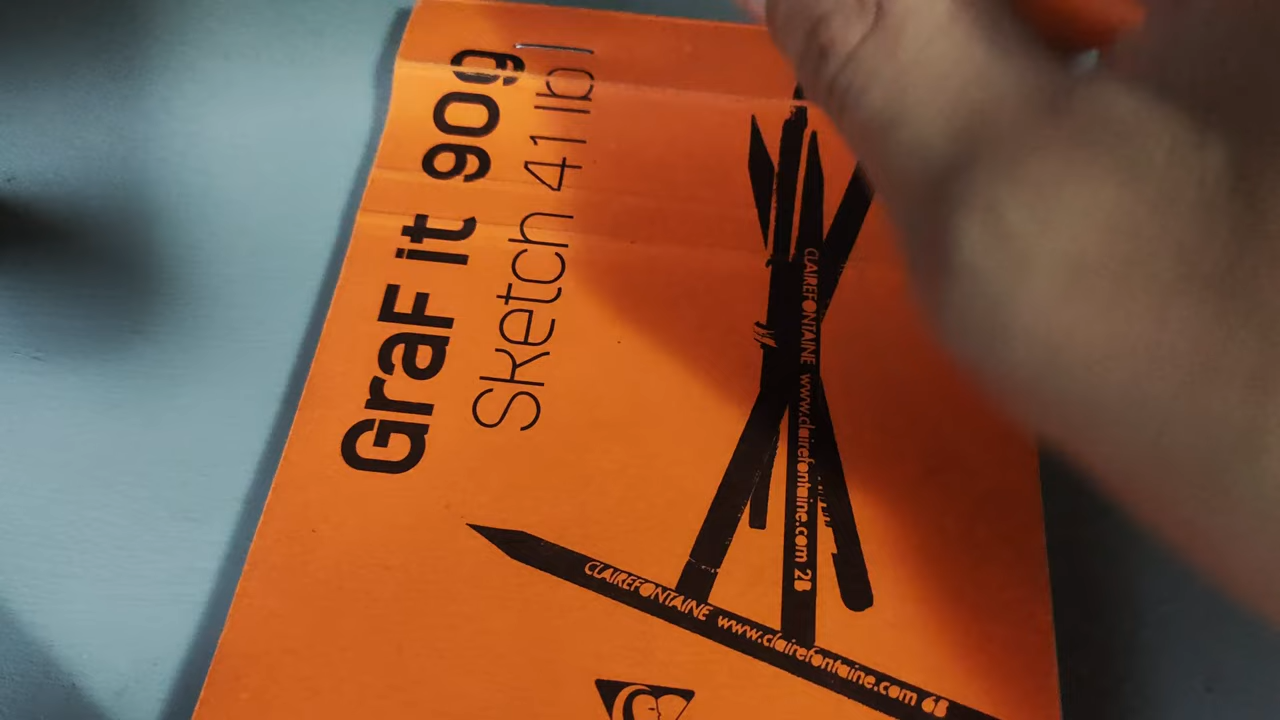 GraF it 90g
Sketch 41 lb
CLAIREFONTAINE www.clairefontaine.com 2B
CLAIREFONTAINE www.clairefontaine.com 6B